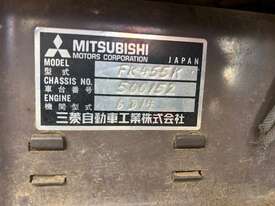 MITSUBISHI
MOTORS CORPORATION JAPAN
MODEL
型式 FK455K
CHASSIS NO.
車台番号 500152
ENGINE
機関型式 6D14
三菱自動車工業株式会社